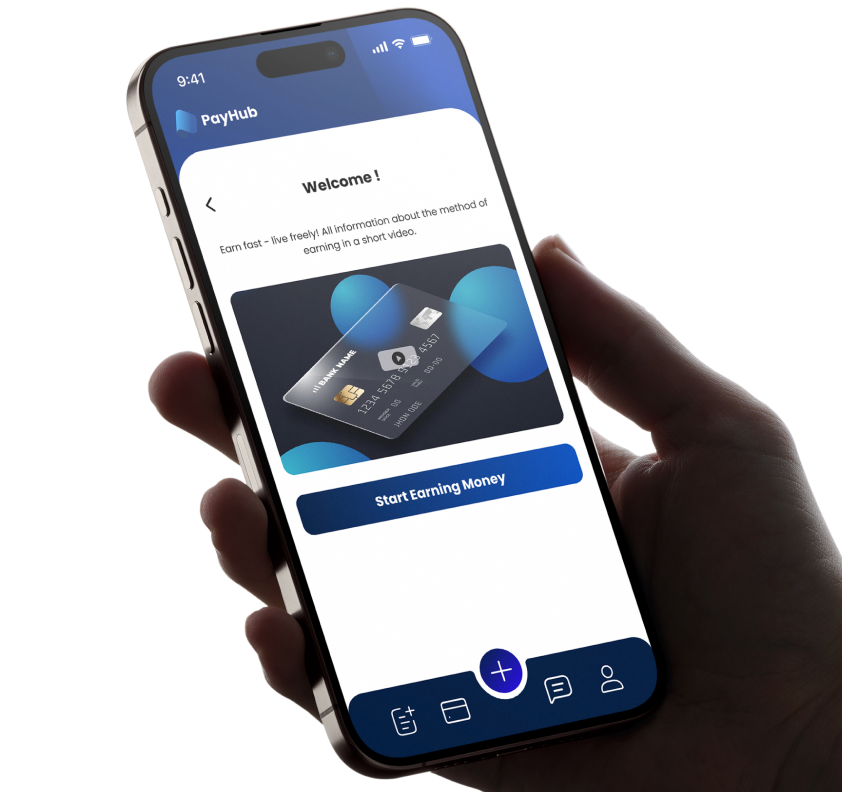 9:41
PayHub
Welcome !
Earn fast - live freely! All information about the method of
earning in a short video.
BANK NAME
1234 5678 9123 4567
00 00-00
JHON DOE
Start Earning Money